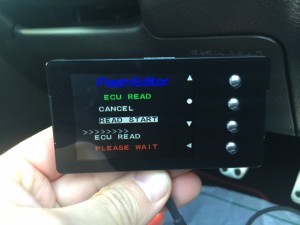 FlashEditor
ECU READ
CANCEL
READ START
>>>>>>>>
ECU READ
PLEASE WAIT